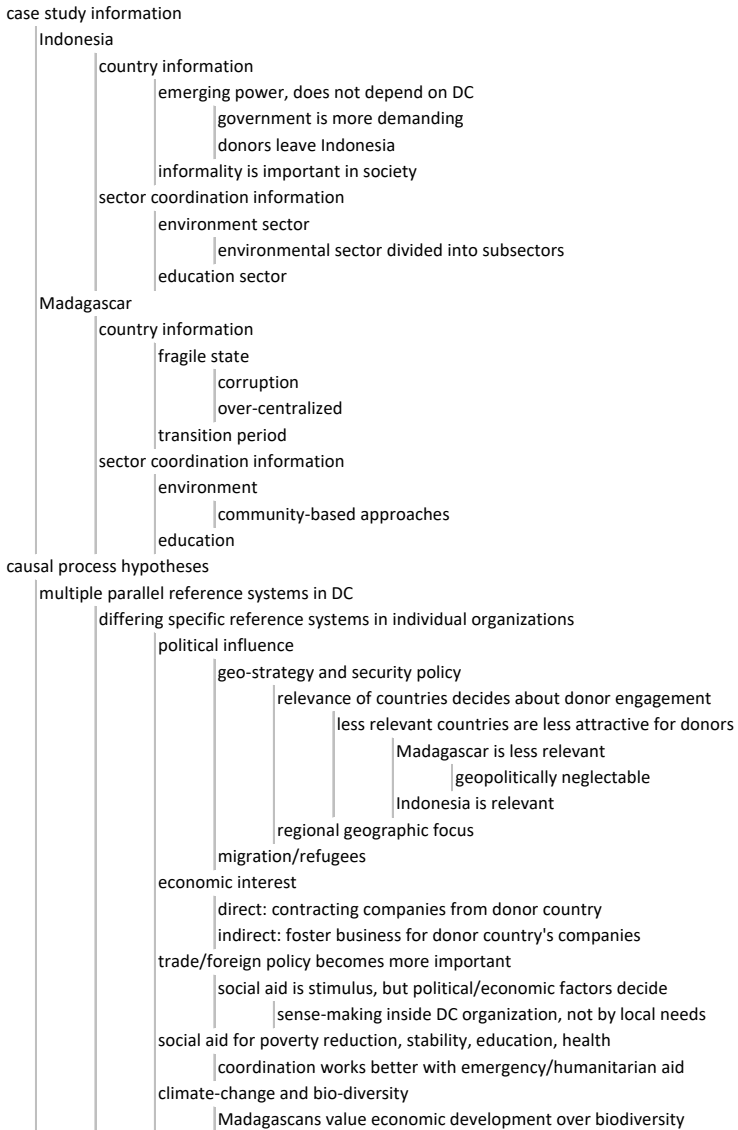 case study information
Indonesia
country information
emerging power, does not depend on DC
government is more demanding
donors leave Indonesia
informality is important in society
sector coordination information
environment sector
environmental sector divided into subsectors
education sector
Madagascar
country information
fragile state
corruption
over-centralized
transition period
sector coordination information
environment
community-based approaches
education
causal process hypotheses
multiple parallel reference systems in DC
differing specific reference systems in individual organizations
political influence
geo-strategy and security policy
relevance of countries decides about donor engagement
less relevant countries are less attractive for donors
Madagascar is less relevant
geopolitically neglectable
Indonesia is relevant
regional geographic focus
migration/refugees
economic interest
direct: contracting companies from donor country
indirect: foster business for donor country's companies
trade/foreign policy becomes more important
social aid is stimulus, but political/economic factors decide
sense-making inside DC organization, not by local needs
social aid for poverty reduction, stability, education, health
coordination works better with emergency/humanitarian aid
climate-change and bio-diversity
Madagascans value economic development over biodiversity